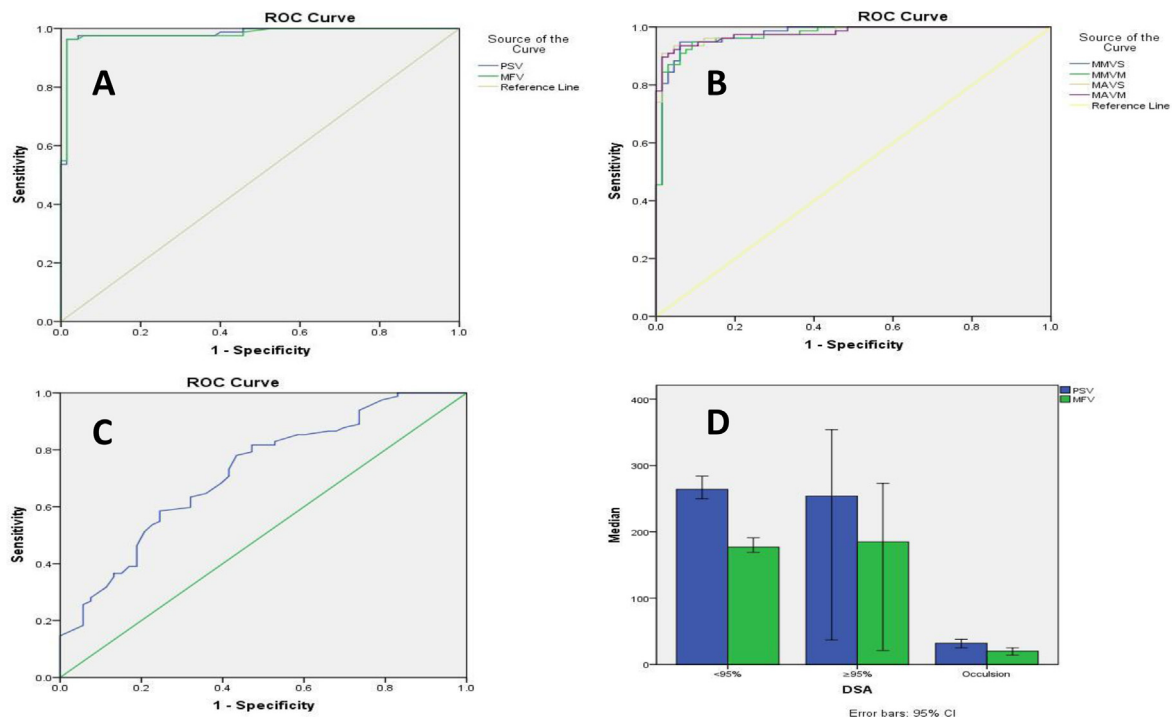 ROC Curve
A
Source of the
Curve
PSV
MFV
Reference Line
Sensitivity
1.0
0.8
0.6
0.4
0.2
0.0
0.0 0.2 0.4 0.6 0.8 1.0
1 - Specificity
ROC Curve
B
Source of the
Curve
MMVS
MMVM
MAVS
MAVM
Reference Line
Sensitivity
1.0
0.8
0.6
0.4
0.2
0.0
0.0 0.2 0.4 0.6 0.8 1.0
1 - Specificity
ROC Curve
C
Sensitivity
1.0
0.8
0.6
0.4
0.2
0.0
0.0 0.2 0.4 0.6 0.8 1.0
1 - Specificity
D
PSV
MFV
Median
400
300
200
100
0
<95% ≥95% Occulsion
DSA
Error bars: 95% CI